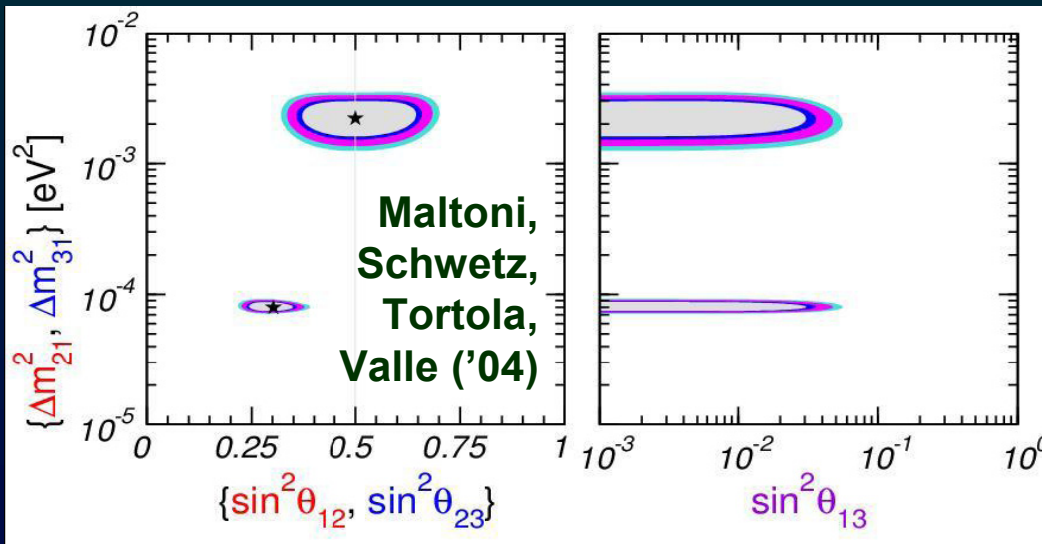 10^-2
10^-3
10^-4
10^-5
{Δm^2_21, Δm^2_31} [eV^2]
Maltoni,
Schwetz,
Tortola,
Valle ('04)
0 0.25 0.5 0.75 1
{sin^2θ_12, sin^2θ_23}
10^-3 10^-2 10^-1 10^0
sin^2θ_13